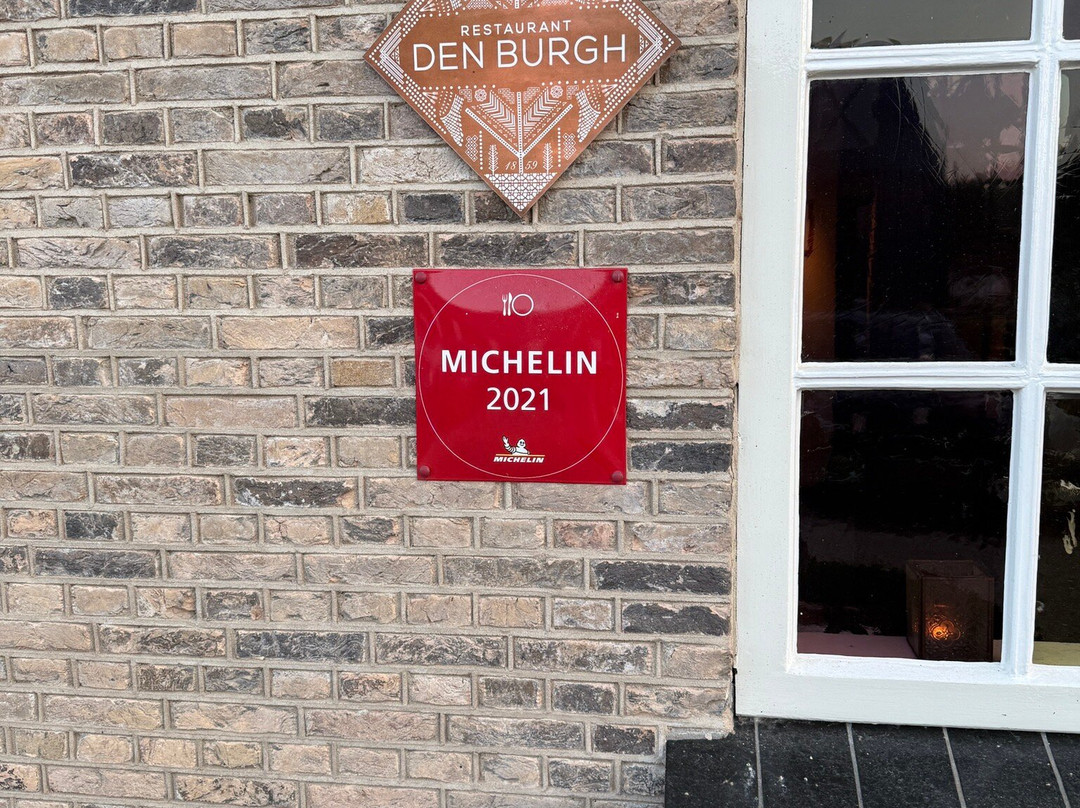 RESTAURANT
DEN BURGH
1859
MICHELIN
2021
MICHELIN